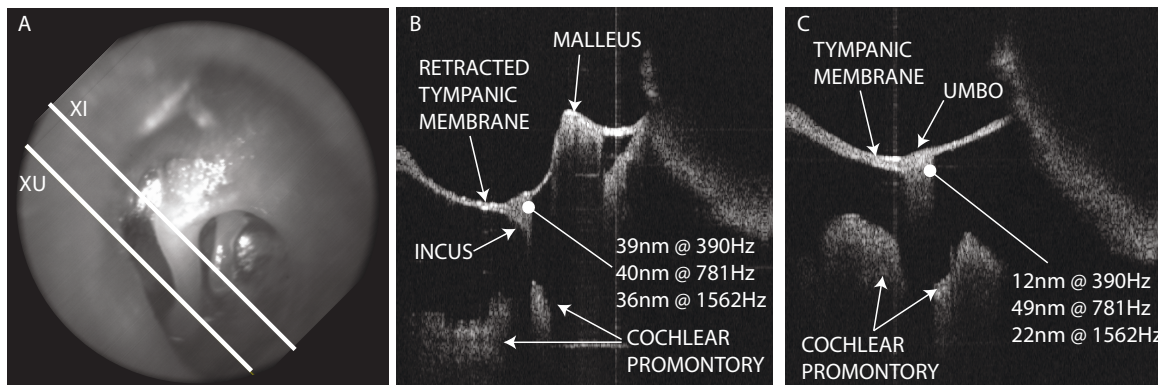 A
XI
XU
B
MALLEUS
RETRACTED
TYMPANIC
MEMBRANE
INCUS
39nm @ 390Hz
40nm @ 781Hz
36nm @ 1562Hz
COCHLEAR
PROMONTORY
C
TYMPANIC
MEMBRANE
UMBO
12nm @ 390Hz
49nm @ 781Hz
22nm @ 1562Hz
COCHLEAR
PROMONTORY